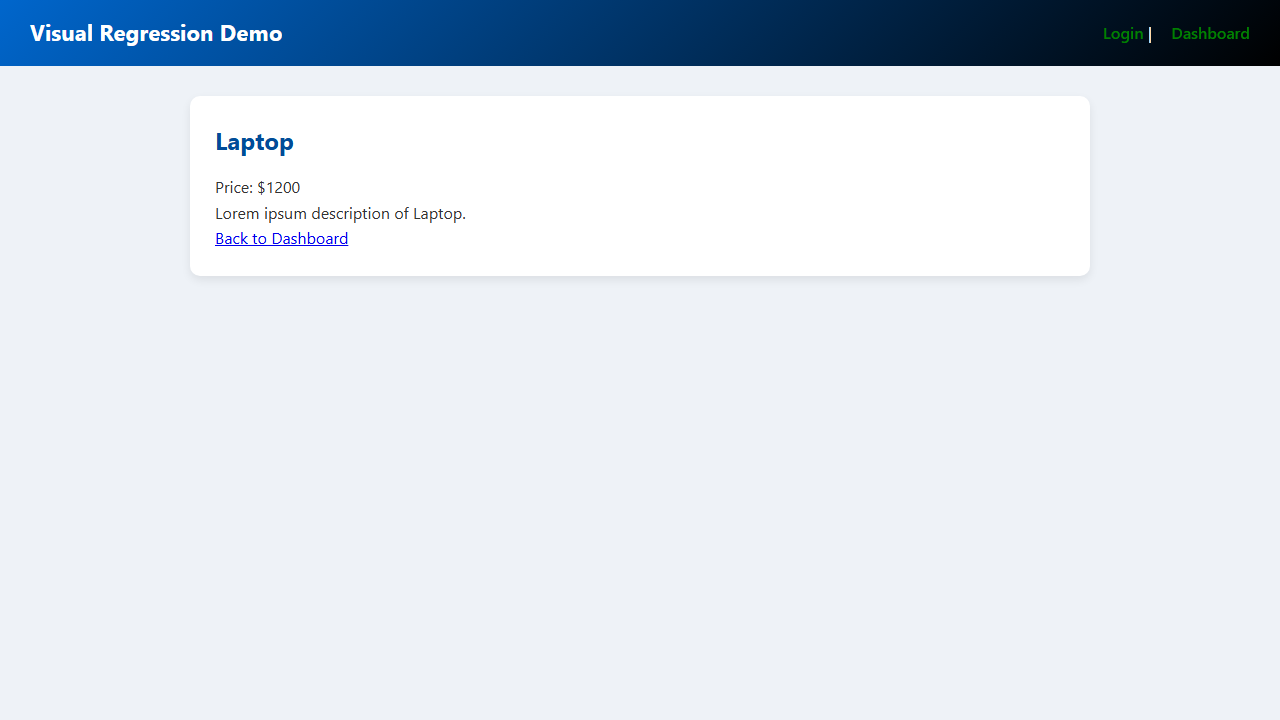 Visual Regression Demo
Login | Dashboard
Laptop
Price: $1200
Lorem ipsum description of Laptop.
Back to Dashboard